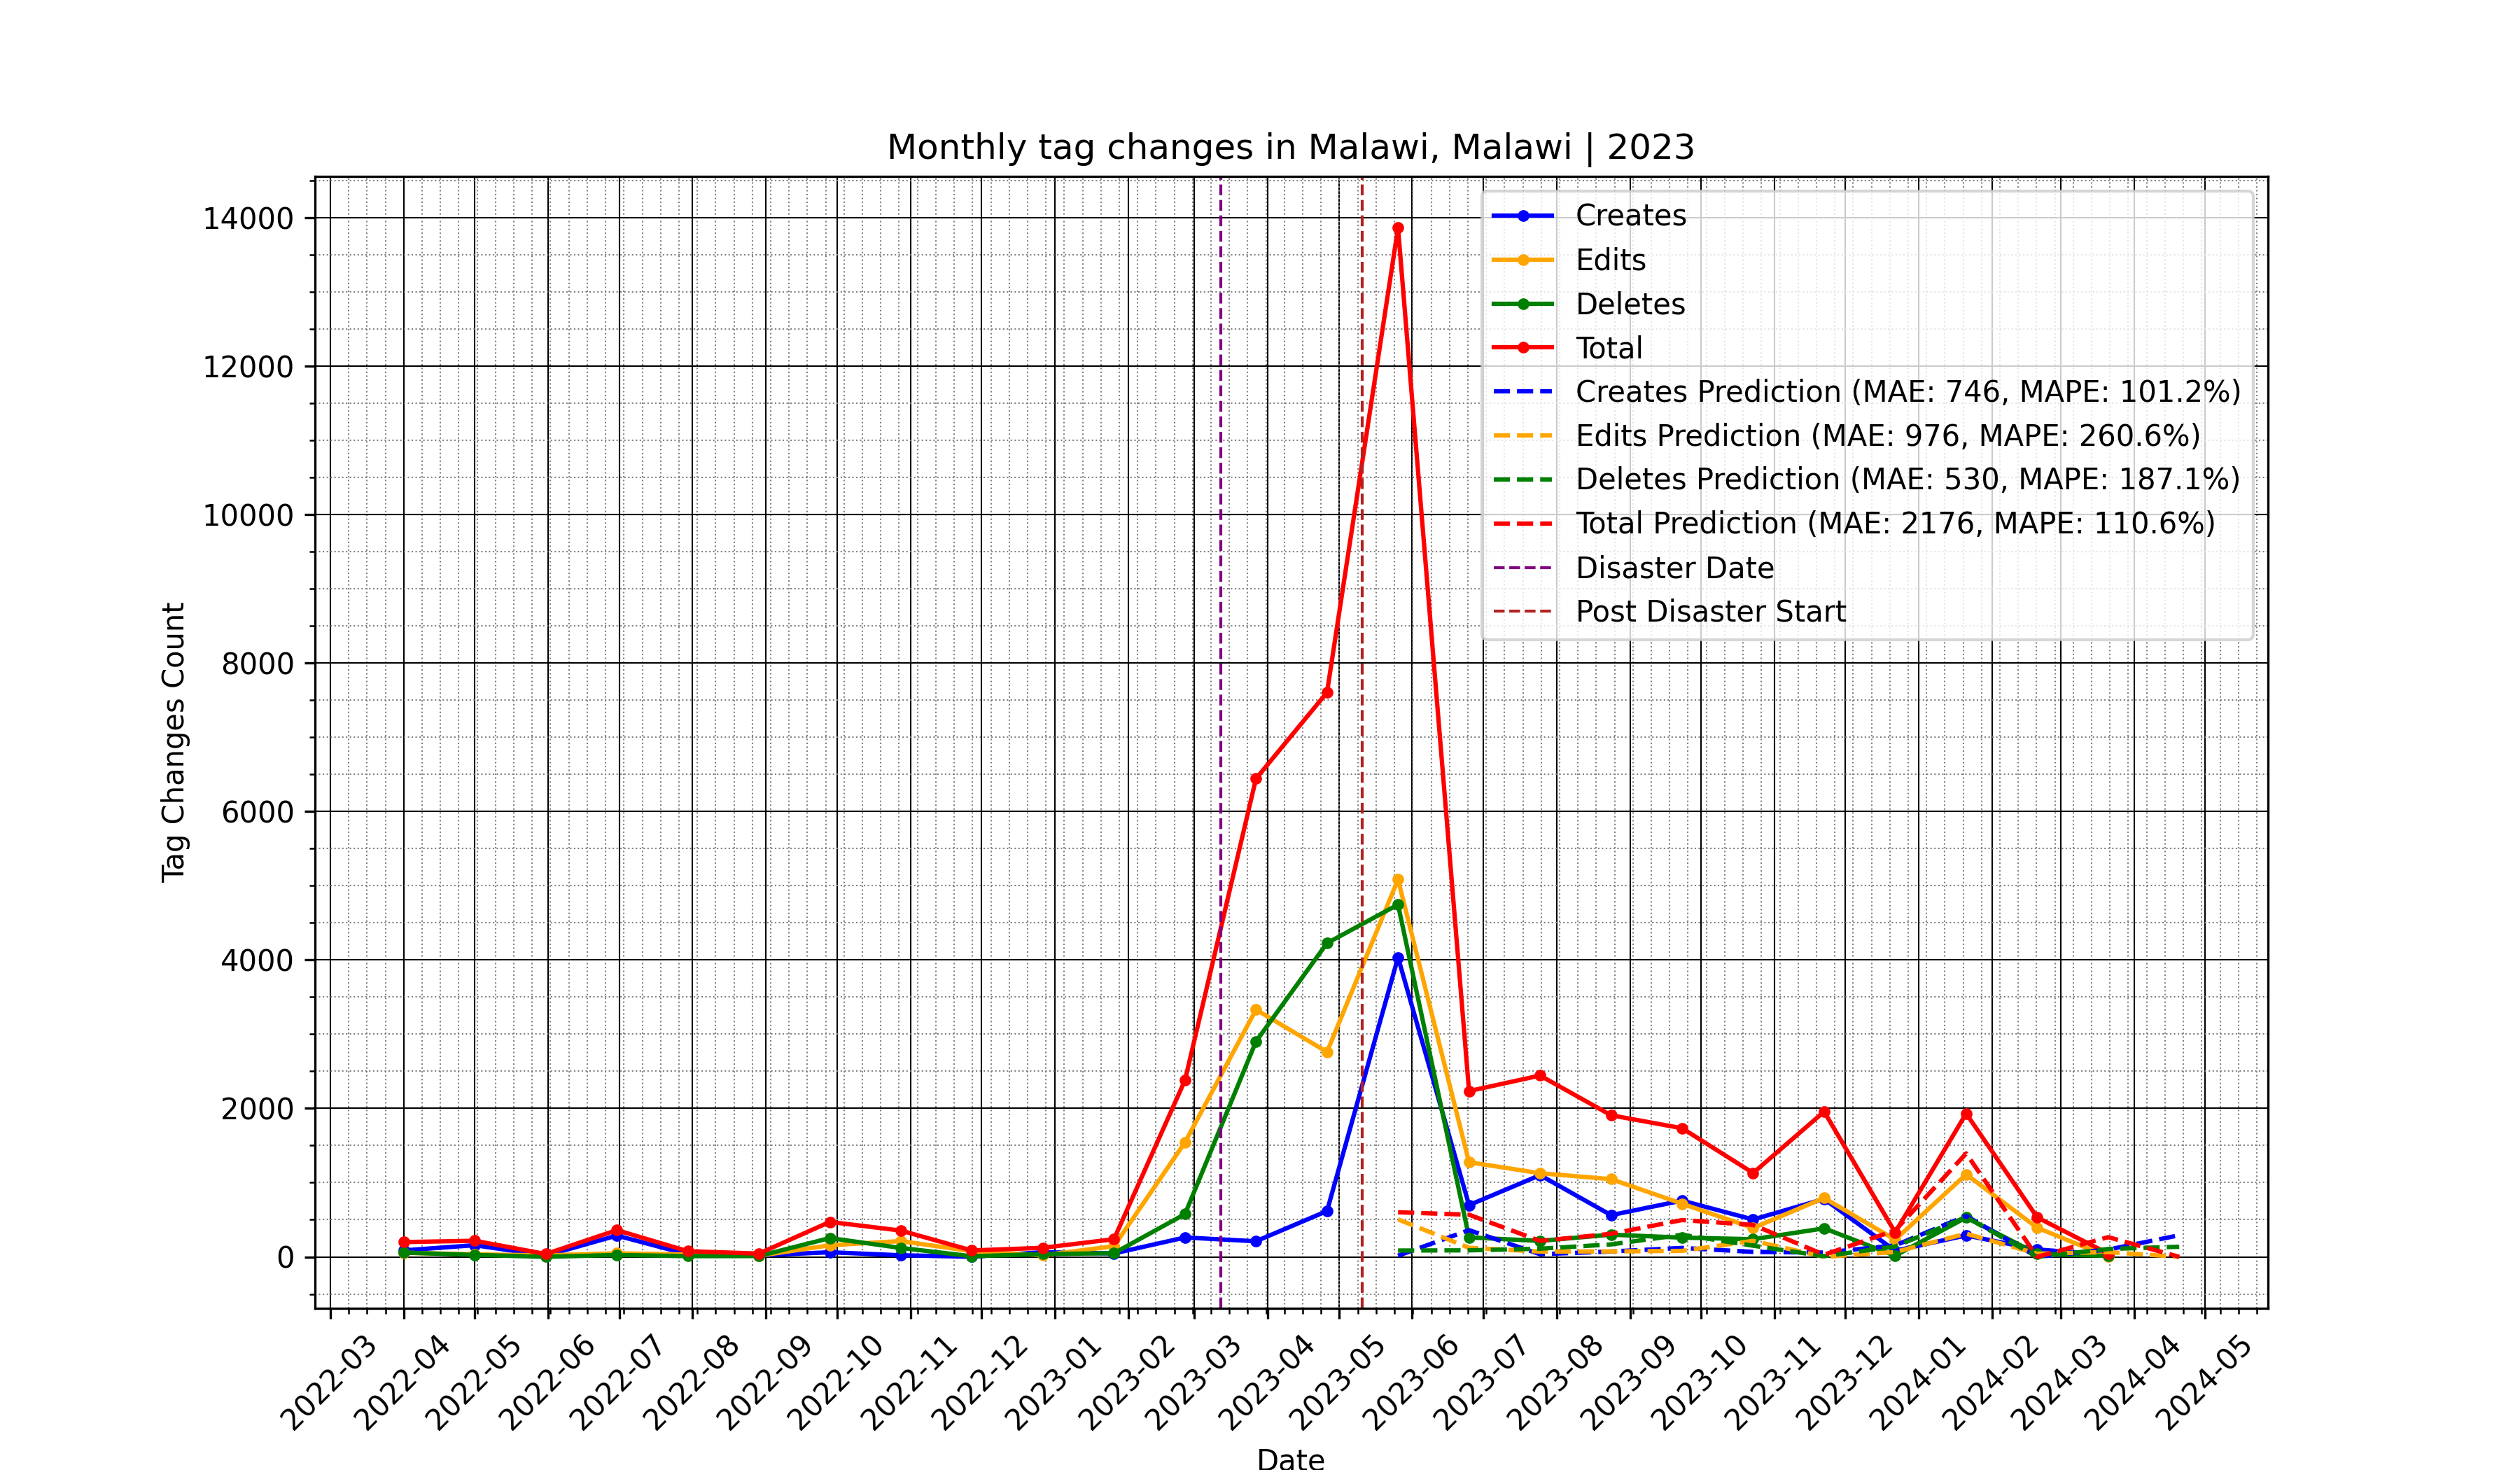 Monthly tag changes in Malawi, Malawi | 2023
14000
12000
10000
8000
6000
4000
2000
0
Tag Changes Count
Creates
Edits
Deletes
Total
Creates Prediction (MAE: 746, MAPE: 101.2%)
Edits Prediction (MAE: 976, MAPE: 260.6%)
Deletes Prediction (MAE: 530, MAPE: 187.1%)
Total Prediction (MAE: 2176, MAPE: 110.6%)
Disaster Date
Post Disaster Start
2022-03
2022-04
2022-05
2022-06
2022-07
2022-08
2022-09
2022-10
2022-11
2022-12
2023-01
2023-02
2023-03
2023-04
2023-05
2023-06
2023-07
2023-08
2023-09
2023-10
2023-11
2023-12
2024-01
2024-02
2024-03
2024-04
2024-05
Date